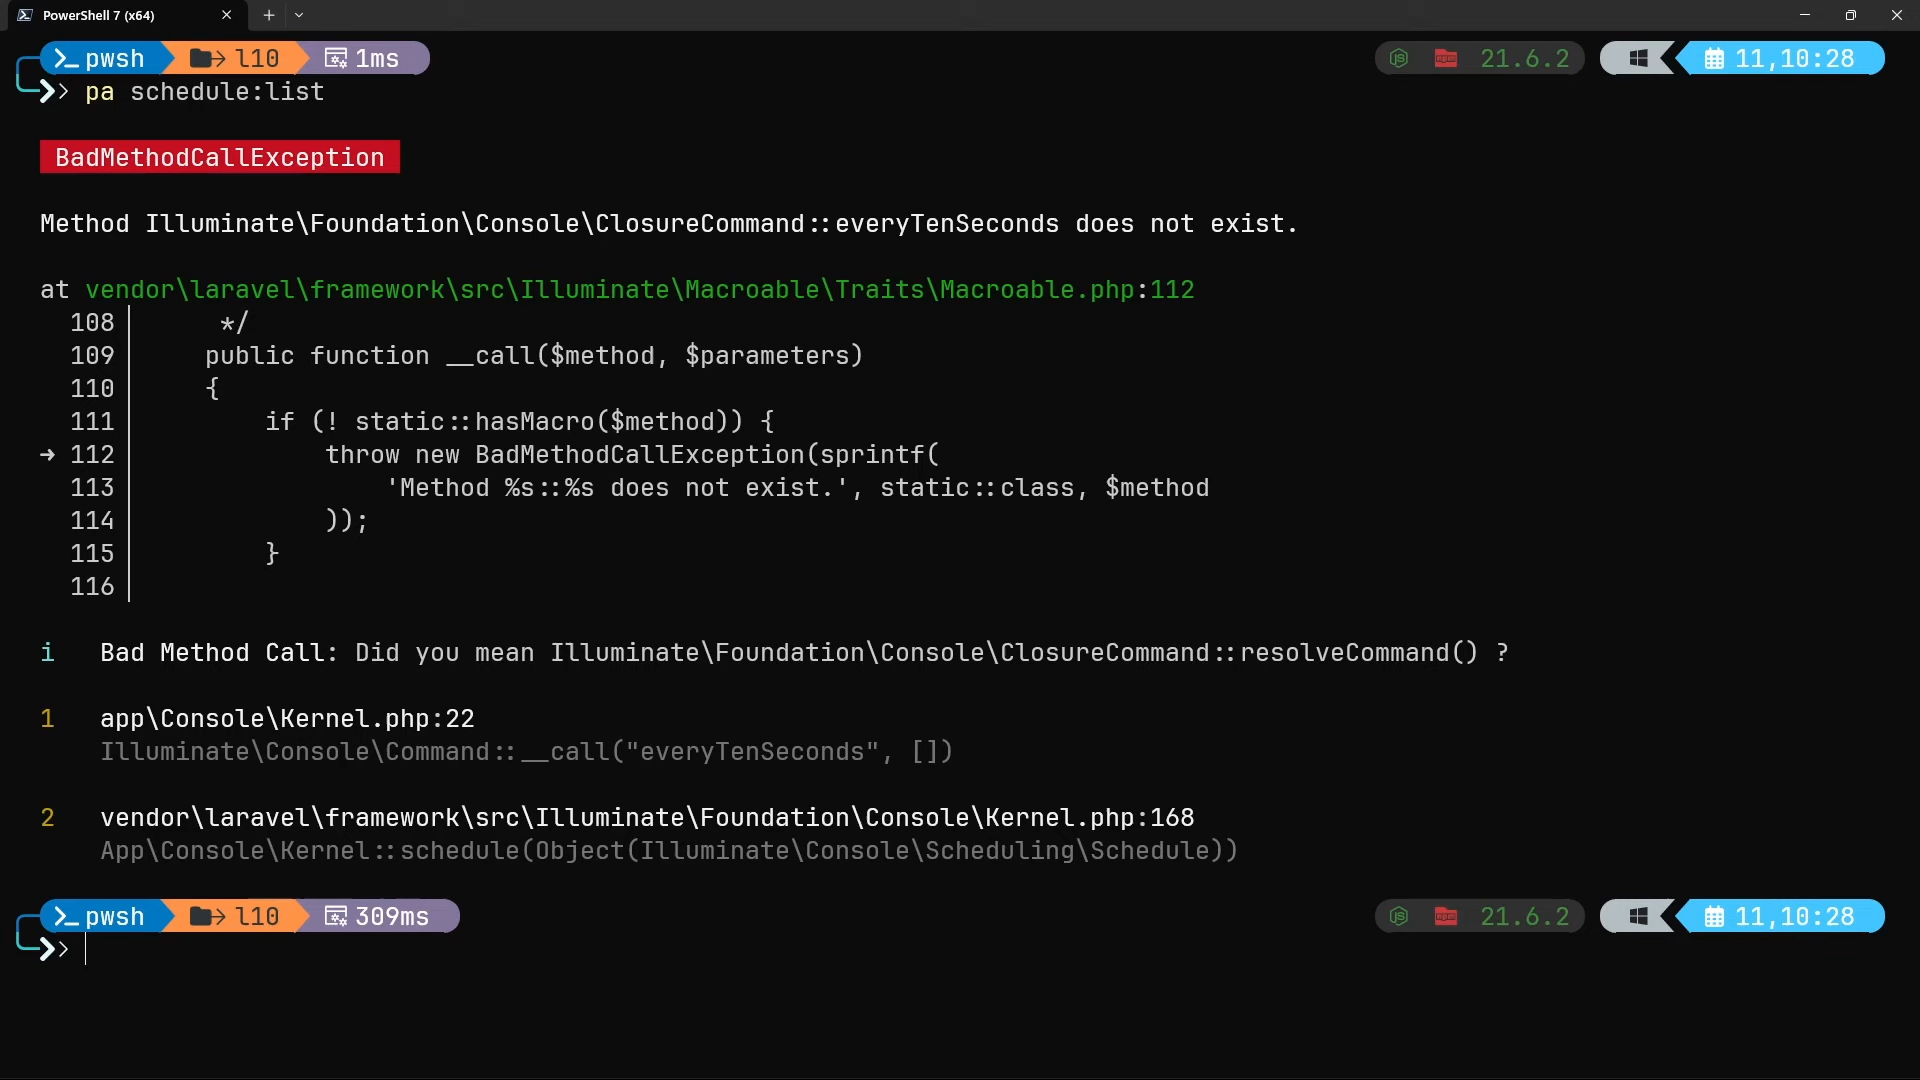 PowerShell 7 (x64)
pwsh l10 1ms 21.6.2 11,10:28
pa schedule:list
BadMethodCallException
Method Illuminate\Foundation\Console\ClosureCommand::everyTenSeconds does not exist.
at vendor\laravel\framework\src\Illuminate\Macroable\Traits\Macroable.php:112
108 */
109 public function __call($method, $parameters)
110 {
111 if (! static::hasMacro($method)) {
➜ 112 throw new BadMethodCallException(sprintf(
113 'Method %s::%s does not exist.', static::class, $method
114 ));
115 }
116
i Bad Method Call: Did you mean Illuminate\Foundation\Console\ClosureCommand::resolveCommand() ?
1 app\Console\Kernel.php:22
Illuminate\Console\Command::__call("everyTenSeconds", [])
2 vendor\laravel\framework\src\Illuminate\Foundation\Console\Kernel.php:168
App\Console\Kernel::schedule(Object(Illuminate\Console\Scheduling\Schedule))
pwsh l10 309ms 21.6.2 11,10:28